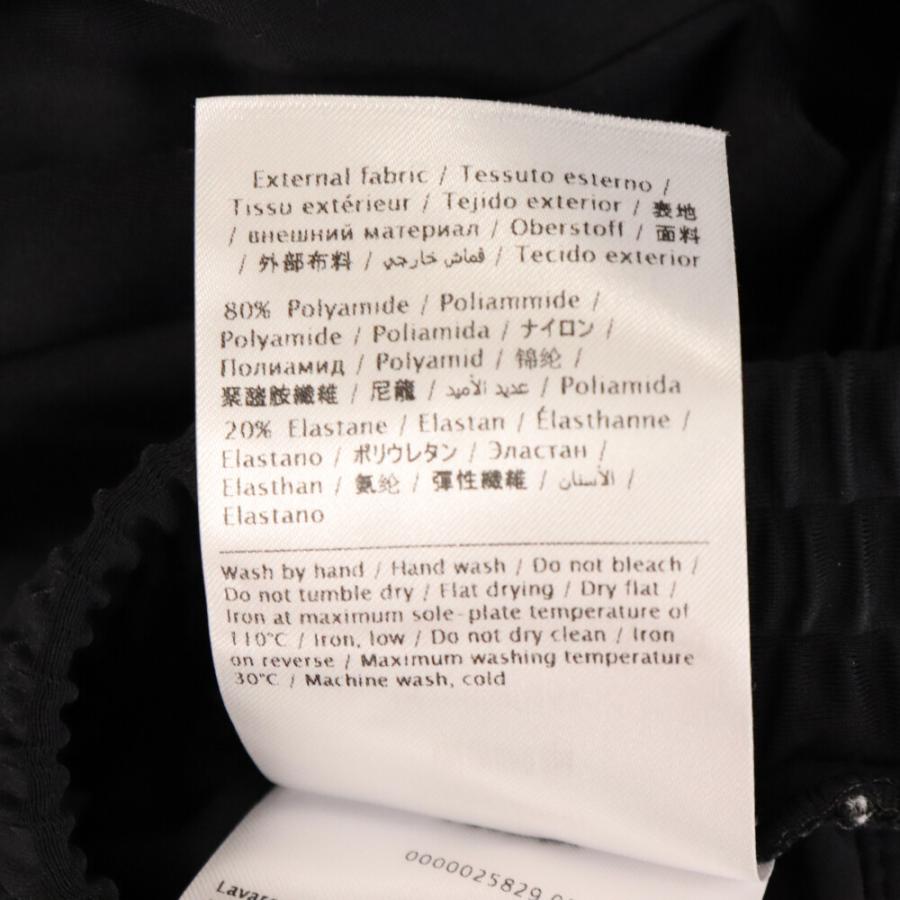 External fabric / Tessuto esterno /
Tissu extérieur / Tejido exterior / 表地
/ внешний материал / Oberstoff / 面料
/ 外部布料 / قماش خارجي / Tecido exterior
80% Polyamide / Poliammide /
Polyamide / Poliamida / ナイロン /
Полиамид / Polyamid / 锦纶 /
聚醯胺纖維 / 尼龍 / عديد الأميد / Poliamida
20% Elastane / Elastan / Élasthanne /
Elastano / ポリウレタン / Эластан /
Elasthan / 氨纶 / 彈性纖維 / الأستان /
Elastano
Wash by hand / Hand wash / Do not bleach /
Do not tumble dry / Flat drying / Dry flat /
Iron at maximum sole-plate temperature of
110°C / Iron, low / Do not dry clean / Iron
on reverse / Maximum washing temperature
30°C / Machine wash, cold
0000025829